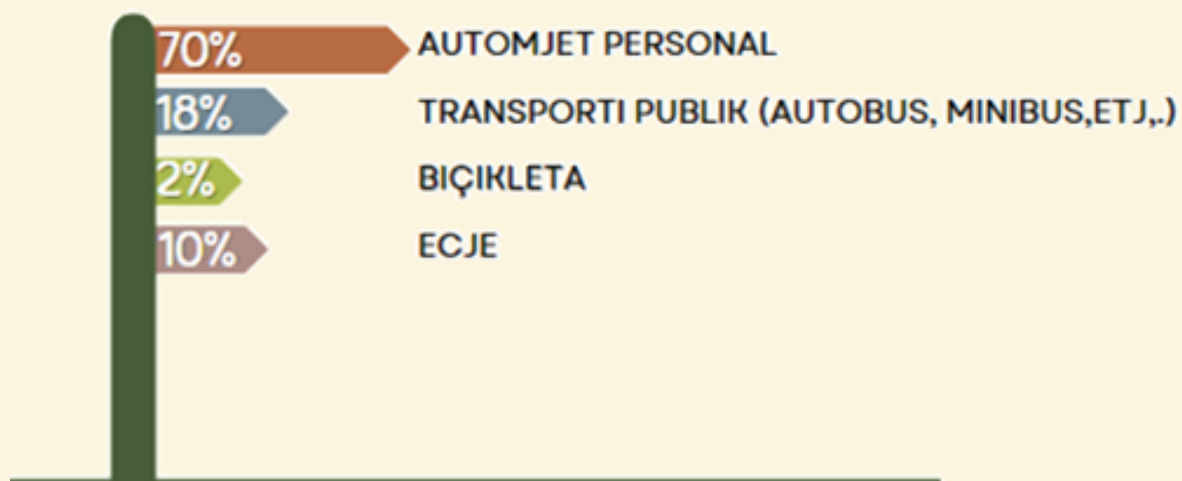 70% AUTOMJET PERSONAL
18% TRANSPORTI PUBLIK (AUTOBUS, MINIBUS,ETJ,.)
2% BIÇIKLETA
10% ECJE